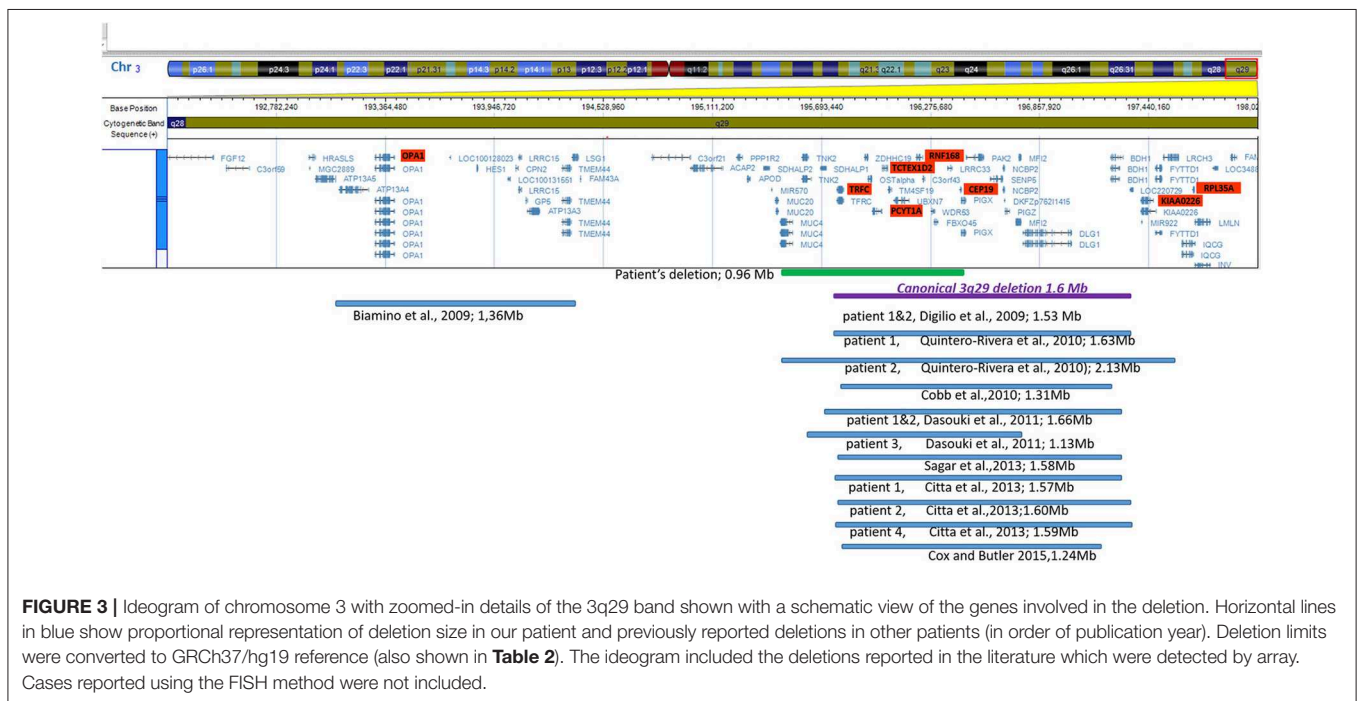 Chr 3
p26.1 p24.3 p24.1 p22.3 p22.1 p21.31 p14.3 p14.2 p14.1 p13 p12.3 p12.2 p12.1 q11.2 q21.3 q22.1 q23 q24 q26.1 q26.31 q28 q29
Base Position 192,782,240 193,364,480 193,946,720 194,528,960 195,111,200 195,693,440 196,275,680 196,857,920 197,440,160 198,02
Cytogenetic Band q28 q29
Sequence (+)
FGF12 HRASLS OPA1 LOC100128023 LRRC15 LSG1 C3orf21 PPP1R2 TNK2 ZDHHC19 RNF168 PAK2 MFI2 BDH1 LRCH3 FAM
C3orf59 MGC2889 OPA1 HES1 CPN2 TMEM44 ACAP2 SDHALP2 SDHALP1 TCTEX1D2 LRRC33 NCBP2 BDH1 FYTTD1 LOC3488
ATP13A5 LOC100131551 FAM43A APOD TNK2 OSTalpha C3orf43 SENP5 BDH1 FYTTD1
ATP13A4 LRRC15 MIR570 TRFC TM4SF19 CEP19 NCBP2 LOC220729 RPL35A
OPA1 GP5 TMEM44 MUC20 TFRC UBXN7 PIGX DKFZp762I1415 KIAA0226
OPA1 ATP13A3 MUC20 PCYT1A WDR53 PIGZ KIAA0226
OPA1 TMEM44 MUC4 FBXO45 MFI2 MIR922 LMLN
OPA1 TMEM44 MUC4 PIGX DLG1 FYTTD1
OPA1 MUC4 DLG1 IQCG
IQCG
INV
Patient's deletion; 0.96 Mb
Canonical 3q29 deletion 1.6 Mb
Biamino et al., 2009; 1,36Mb
patient 1&2, Digilio et al., 2009; 1.53 Mb
patient 1, Quintero-Rivera et al., 2010; 1.63Mb
patient 2, Quintero-Rivera et al., 2010); 2.13Mb
Cobb et al.,2010; 1.31Mb
patient 1&2, Dasouki et al., 2011; 1.66Mb
patient 3, Dasouki et al., 2011; 1.13Mb
Sagar et al.,2013; 1.58Mb
patient 1, Citta et al., 2013; 1.57Mb
patient 2, Citta et al.,2013;1.60Mb
patient 4, Citta et al., 2013; 1.59Mb
Cox and Butler 2015,1.24Mb
FIGURE 3 | Ideogram of chromosome 3 with zoomed-in details of the 3q29 band shown with a schematic view of the genes involved in the deletion. Horizontal lines
in blue show proportional representation of deletion size in our patient and previously reported deletions in other patients (in order of publication year). Deletion limits
were converted to GRCh37/hg19 reference (also shown in Table 2). The ideogram included the deletions reported in the literature which were detected by array.
Cases reported using the FISH method were not included.